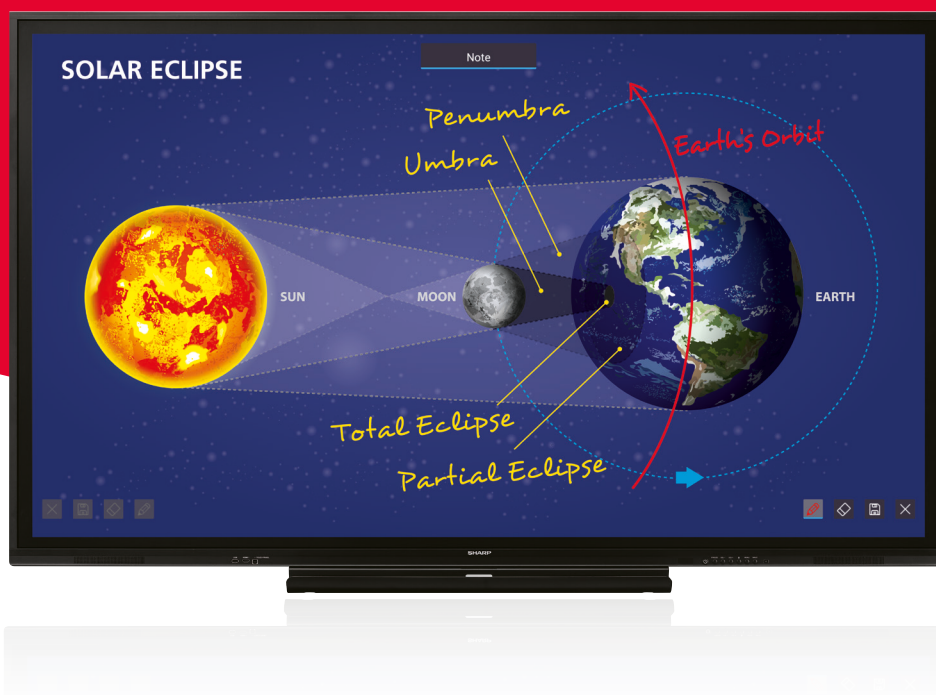 SOLAR ECLIPSE
Note
Penumbra
Umbra
Earth's Orbit
SUN
MOON
EARTH
Total Eclipse
Partial Eclipse
SHARP